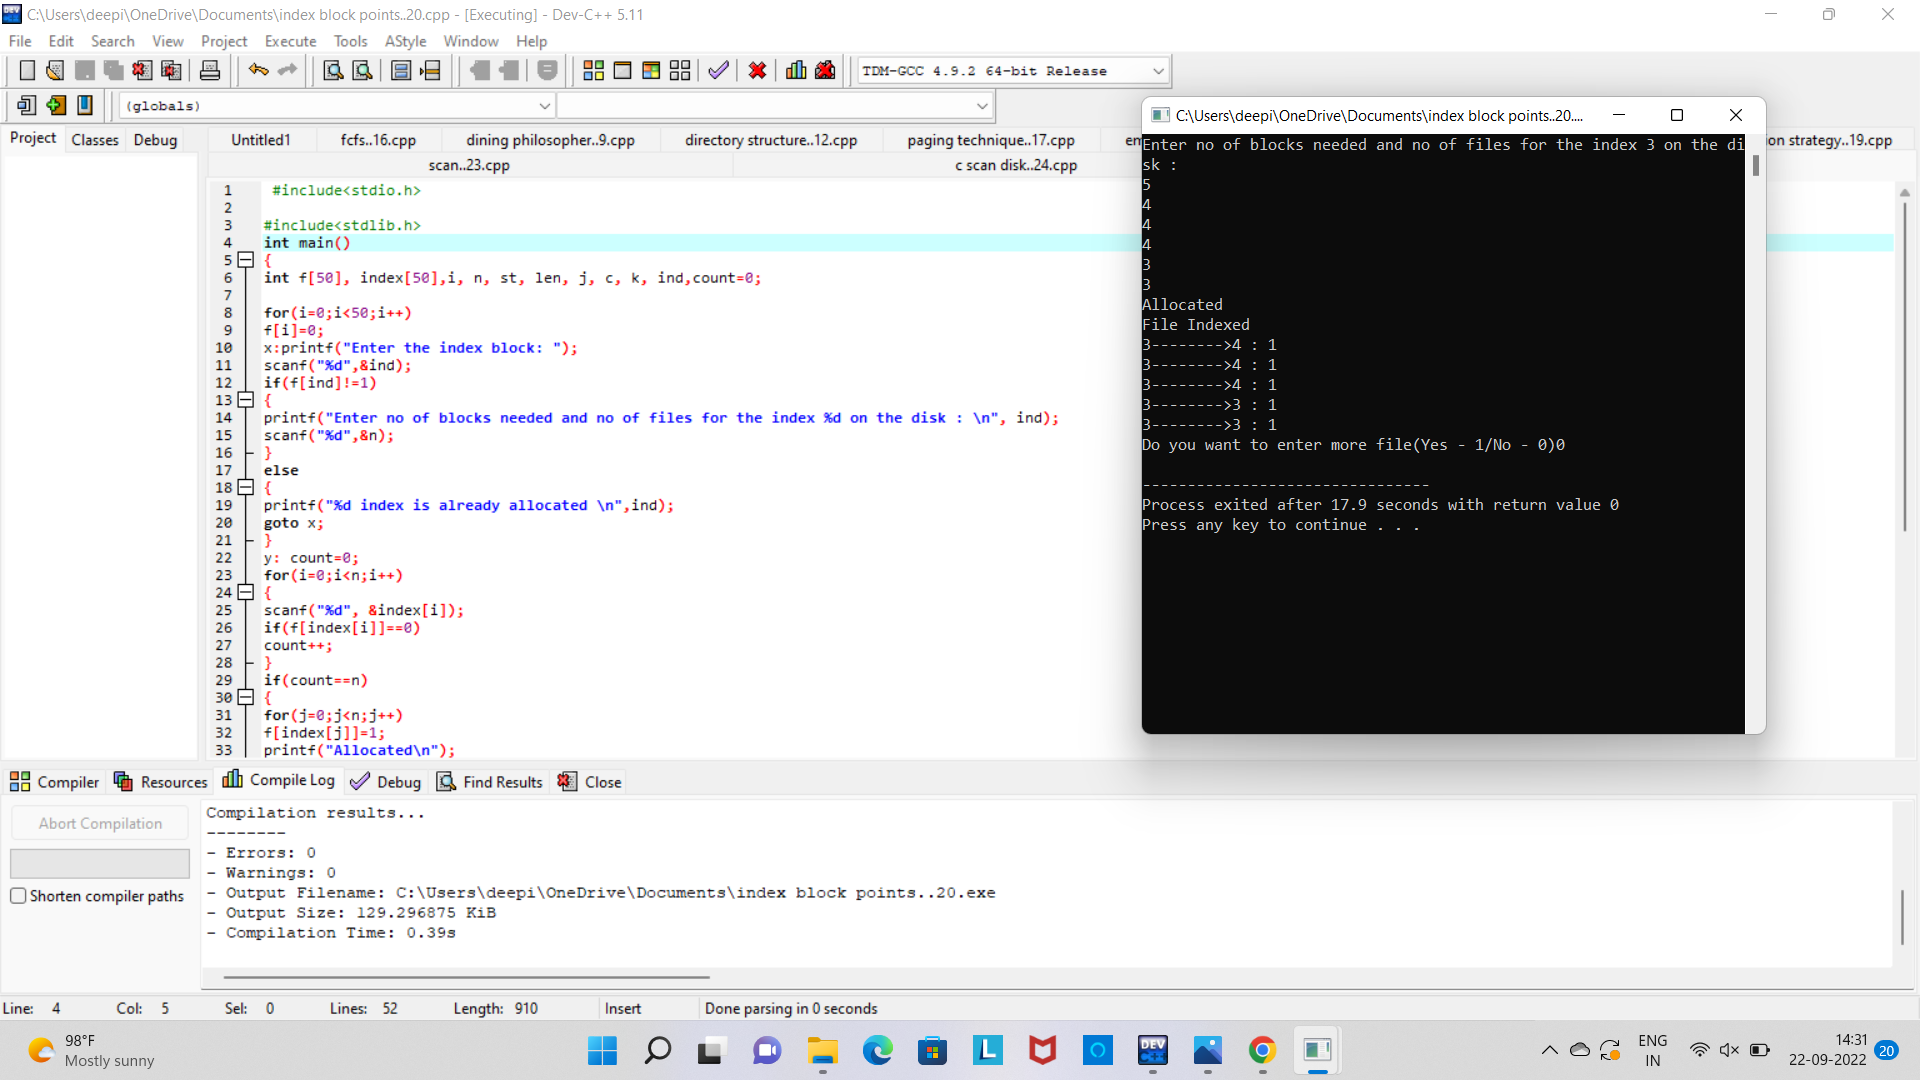 C:\Users\deepi\OneDrive\Documents\index block points..20.cpp - [Executing] - Dev-C++ 5.11
File Edit Search View Project Execute Tools AStyle Window Help
TDM-GCC 4.9.2 64-bit Release
(globals)
Project Classes Debug
Untitled1 fcfs..16.cpp dining philosopher..9.cpp directory structure..12.cpp paging technique..17.cpp on strategy..19.cpp
scan..23.cpp c scan disk..24.cpp
1 #include<stdio.h>
2
3 #include<stdlib.h>
4 int main()
5 {
6 int f[50], index[50],i, n, st, len, j, c, k, ind,count=0;
7
8 for(i=0;i<50;i++)
9 f[i]=0;
10 x:printf("Enter the index block: ");
11 scanf("%d",&ind);
12 if(f[ind]!=1)
13 {
14 printf("Enter no of blocks needed and no of files for the index %d on the disk : \n", ind);
15 scanf("%d",&n);
16 }
17 else
18 {
19 printf("%d index is already allocated \n",ind);
20 goto x;
21 }
22 y: count=0;
23 for(i=0;i<n;i++)
24 {
25 scanf("%d", &index[i]);
26 if(f[index[i]]==0)
27 count++;
28 }
29 if(count==n)
30 {
31 for(j=0;j<n;j++)
32 f[index[j]]=1;
33 printf("Allocated\n");
C:\Users\deepi\OneDrive\Documents\index block points..20....
Enter no of blocks needed and no of files for the index 3 on the di
sk :
5
4
4
4
3
3
Allocated
File Indexed
3-------->4 : 1
3-------->4 : 1
3-------->4 : 1
3-------->3 : 1
3-------->3 : 1
Do you want to enter more file(Yes - 1/No - 0)0
--------------------------------
Process exited after 17.9 seconds with return value 0
Press any key to continue . . .
Compiler Resources Compile Log Debug Find Results Close
Abort Compilation
Shorten compiler paths
Compilation results...
--------
- Errors: 0
- Warnings: 0
- Output Filename: C:\Users\deepi\OneDrive\Documents\index block points..20.exe
- Output Size: 129.296875 KiB
- Compilation Time: 0.39s
Line: 4 Col: 5 Sel: 0 Lines: 52 Length: 910 Insert Done parsing in 0 seconds
98°F
Mostly sunny
DEV
L
ENG
IN
14:31
22-09-2022
20